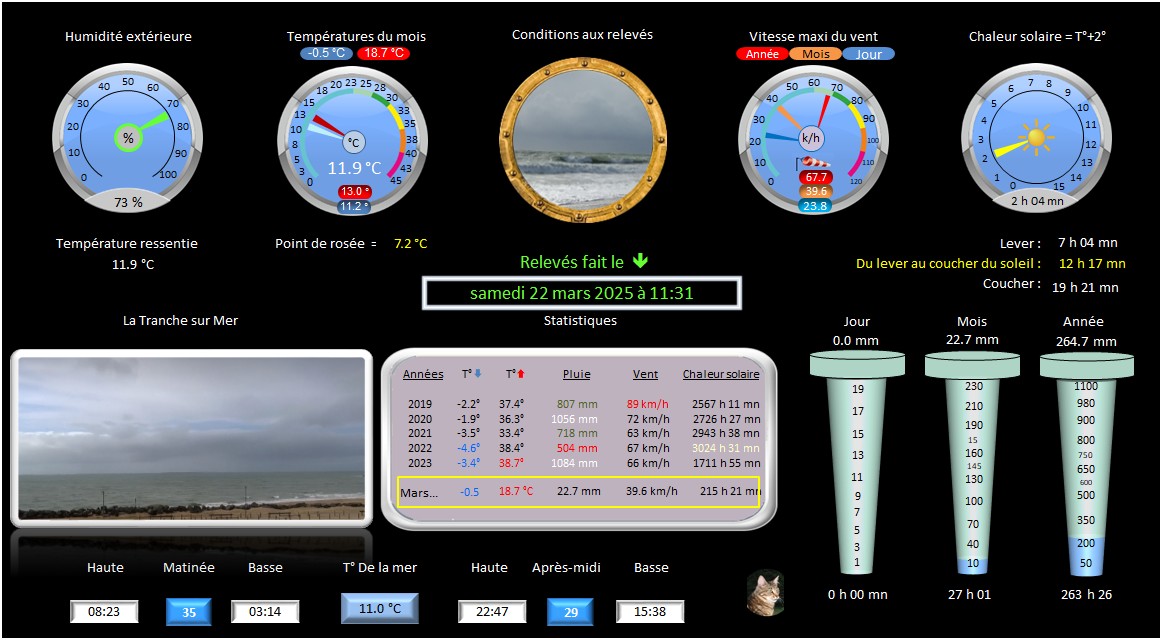 Humidité extérieure
Températures du mois
Conditions aux relevés
Vitesse maxi du vent
Chaleur solaire = T°+2°
-0.5 °C 18.7 °C
Année Mois Jour
0 10 20 30 40 50 60 70 80 90 100
%
73 %
0 3 5 8 10 13 15 18 20 23 25 28 30 33 35 38 40 43 45
°C
11.9 °C
13.0 °
11.2 °
0 10 20 30 40 50 60 70 80 90 100 110 120
k/h
67.7
39.6
23.8
0 1 2 3 4 5 6 7 8 9 10 11 12 13 14 15
2 h 04 mn
Température ressentie
11.9 °C
Point de rosée = 7.2 °C
Relevés fait le
samedi 22 mars 2025 à 11:31
Lever : 7 h 04 mn
Du lever au coucher du soleil : 12 h 17 mn
Coucher : 19 h 21 mn
La Tranche sur Mer
Statistiques
Années T° T° Pluie Vent Chaleur solaire
2019 -2.2° 37.4° 807 mm 89 km/h 2567 h 11 mn
2020 -1.9° 36.3° 1056 mm 72 km/h 2726 h 27 mn
2021 -3.5° 33.4° 718 mm 63 km/h 2943 h 38 mn
2022 -4.6° 38.4° 504 mm 67 km/h 3024 h 31 mn
2023 -3.4° 38.7° 1084 mm 66 km/h 1711 h 55 mn
Mars... -0.5 18.7 °C 22.7 mm 39.6 km/h 215 h 21 mn
Jour Mois Année
0.0 mm 22.7 mm 264.7 mm
19 17 15 13 11 9 7 5 3 1
230 210 190 15 160 145 130 100 70 40 10
1100 980 900 800 750 650 600 500 350 200 50
0 h 00 mn 27 h 01 263 h 26
Haute Matinée Basse T° De la mer Haute Après-midi Basse
08:23 35 03:14 11.0 °C 22:47 29 15:38